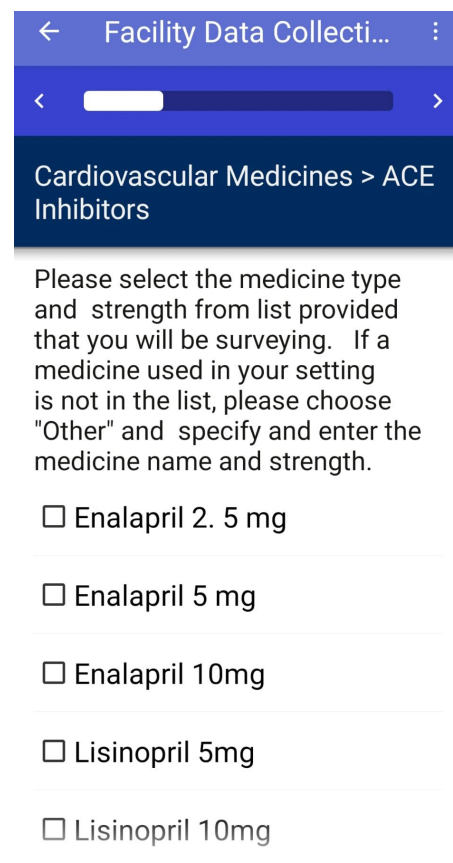 Facility Data Collecti...
Cardiovascular Medicines > ACE
Inhibitors
Please select the medicine type
and  strength from list provided
that you will be surveying.   If a
medicine used in your setting
is not in the list, please choose
"Other" and  specify and enter the
medicine name and strength.
Enalapril 2. 5 mg
Enalapril 5 mg
Enalapril 10mg
Lisinopril 5mg
Lisinopril 10mg